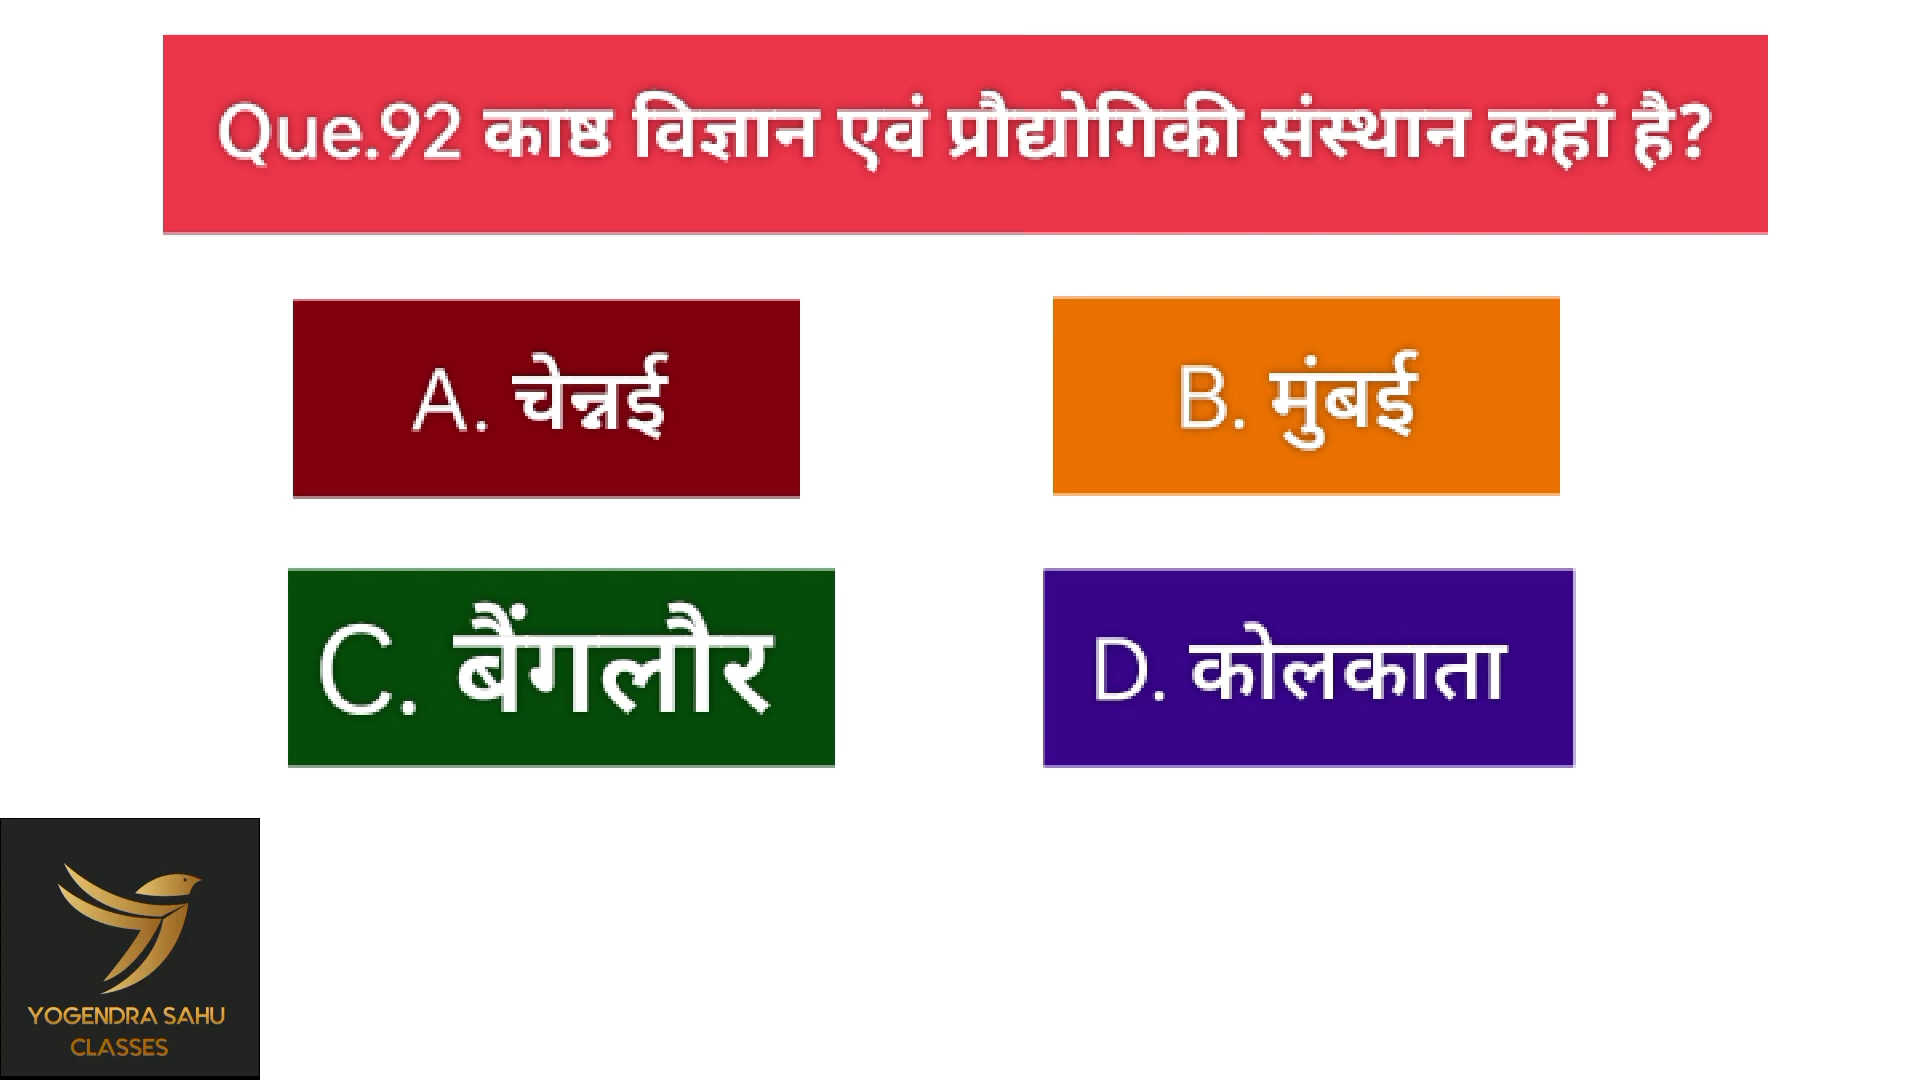 Que.92 काष्ठ विज्ञान एवं प्रौद्योगिकी संस्थान कहां है?
A. चेन्नई
B. मुंबई
C. बैंगलौर
D. कोलकाता
YOGENDRA SAHU
CLASSES